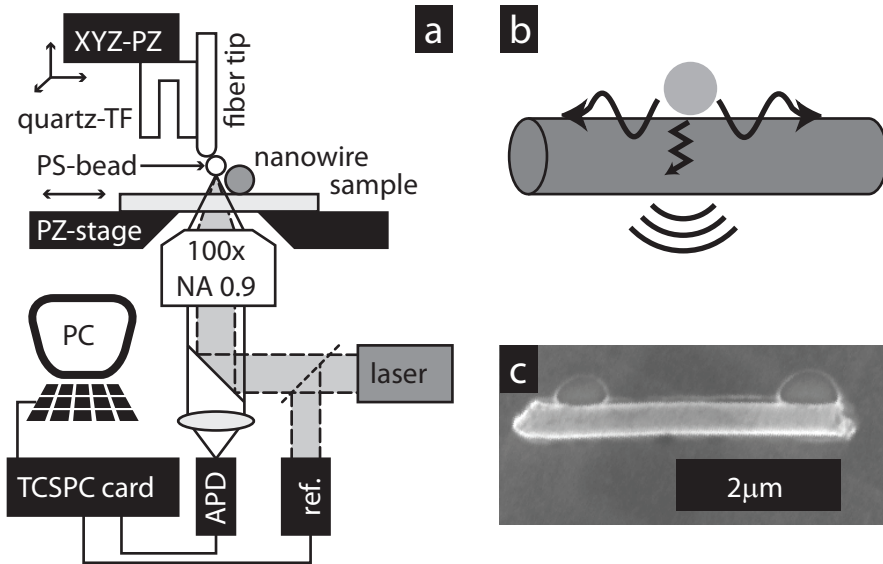 a
XYZ-PZ
fiber tip
quartz-TF
PS-bead
nanowire
sample
PZ-stage
100x
NA 0.9
PC
laser
TCSPC card
APD
ref.
b
c
2μm